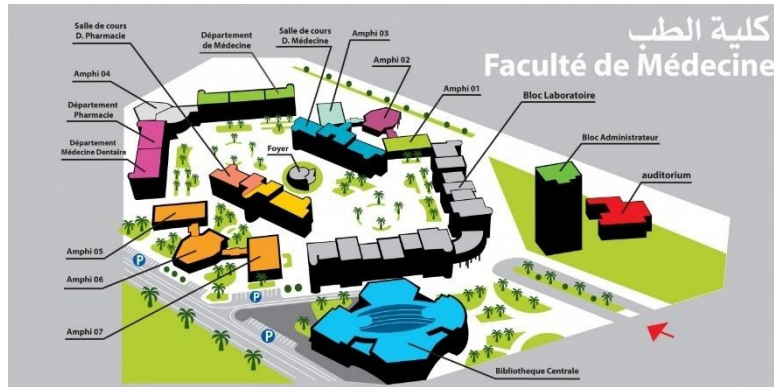 كلية الطب
Faculté de Médecine
Salle de cours
D. Pharmacie
Département
de Médecine
Salle de cours
D. Médecine
Amphi 03
Amphi 02
Amphi 01
Bloc Laboratoire
Amphi 04
Département
Pharmacie
Département
Médecine Dentaire
Foyer
Bloc Administrateur
auditorium
Amphi 05
Amphi 06
Amphi 07
P
P
P
Bibliotheque Centrale